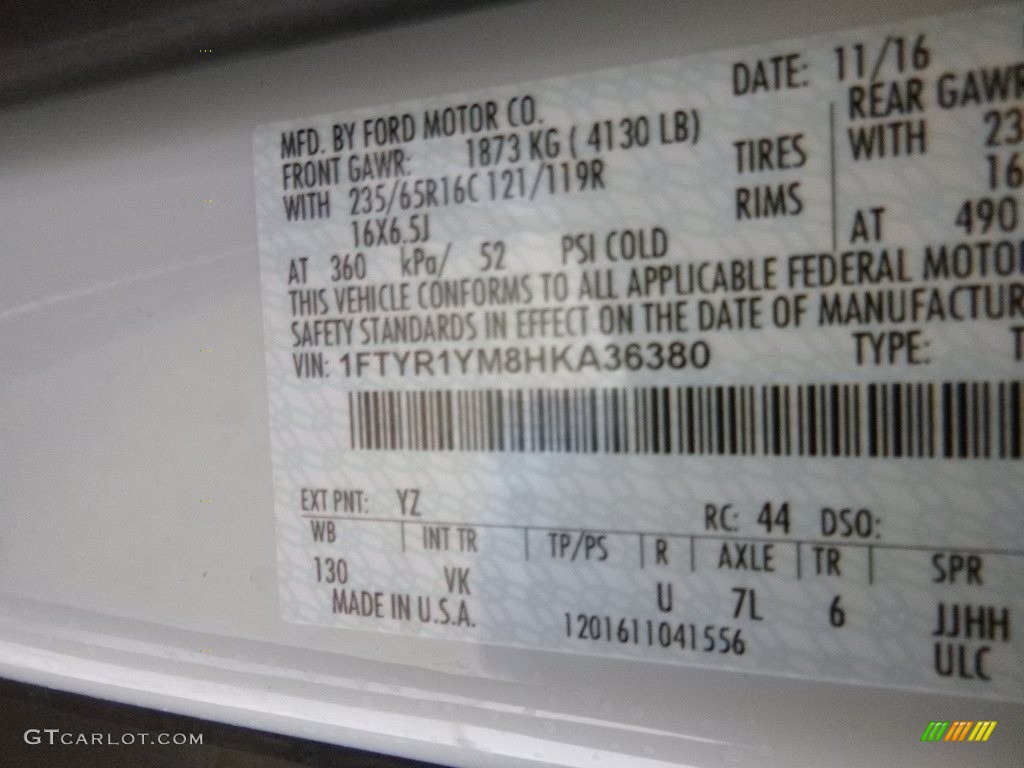 DATE: 11/16
MFD. BY FORD MOTOR CO.
FRONT GAWR: 1873 KG ( 4130 LB)
REAR GAWR
WITH 235/65R16C 121/119R TIRES WITH 23
16X6.5J RIMS 16
AT 360 kPa/ 52 PSI COLD AT 490
THIS VEHICLE CONFORMS TO ALL APPLICABLE FEDERAL MOTO
SAFETY STANDARDS IN EFFECT ON THE DATE OF MANUFACTUR
VIN: 1FTYR1YM8HKA36380 TYPE: T
EXT PNT: YZ RC: 44 DSO:
WB INT TR TP/PS R AXLE TR SPR
130 VK U 7L 6 JJHH
MADE IN U.S.A. 1201611041556 ULC
GTCARLOT.COM